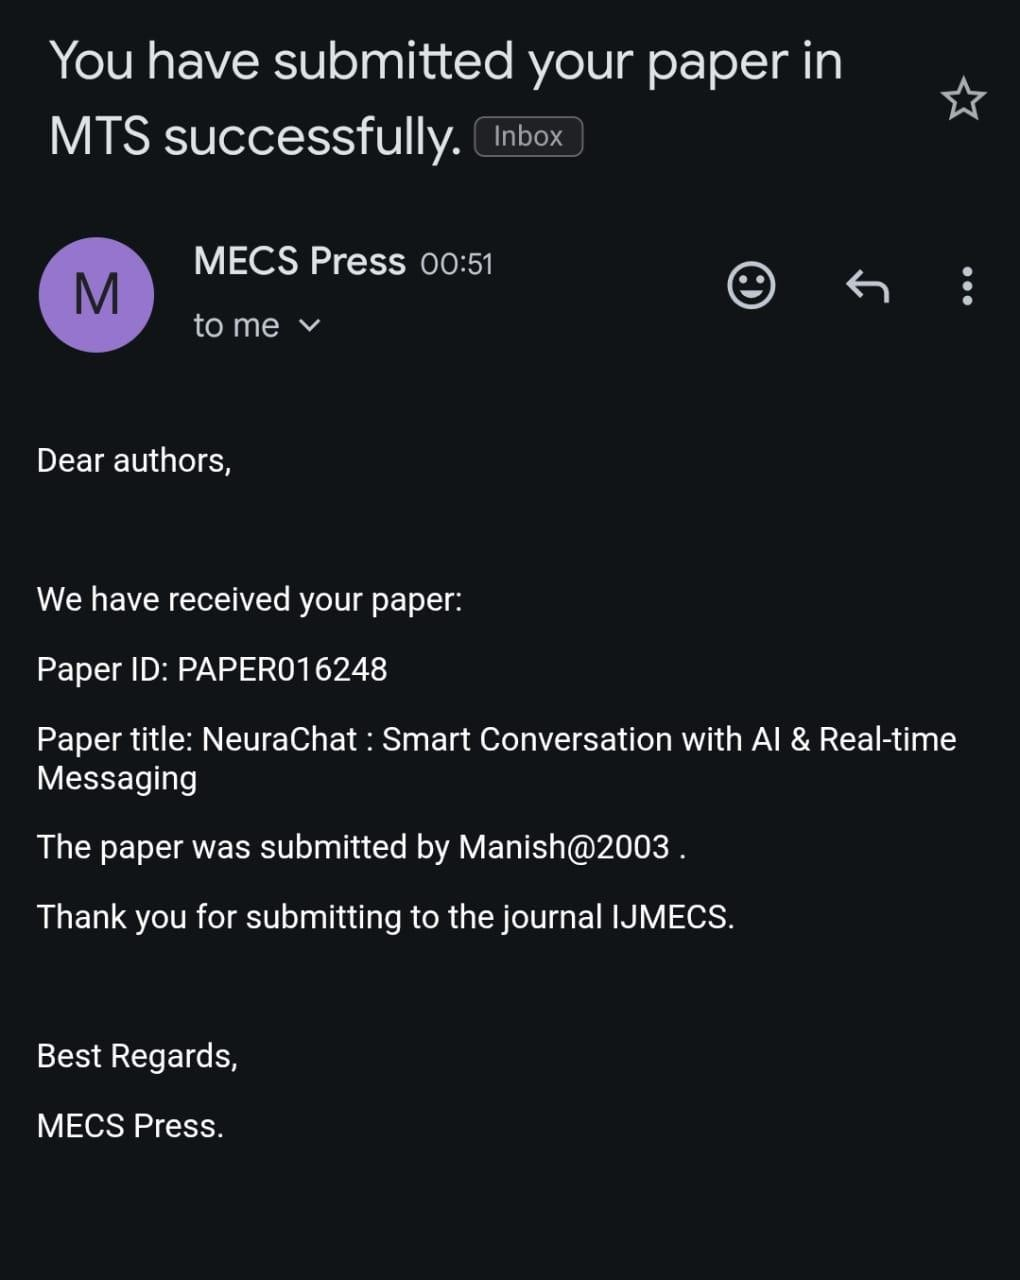 You have submitted your paper in
MTS successfully. Inbox
M
MECS Press 00:51
to me
Dear authors,
We have received your paper:
Paper ID: PAPER016248
Paper title: NeuraChat : Smart Conversation with AI & Real-time
Messaging
The paper was submitted by Manish@2003 .
Thank you for submitting to the journal IJMECS.
Best Regards,
MECS Press.